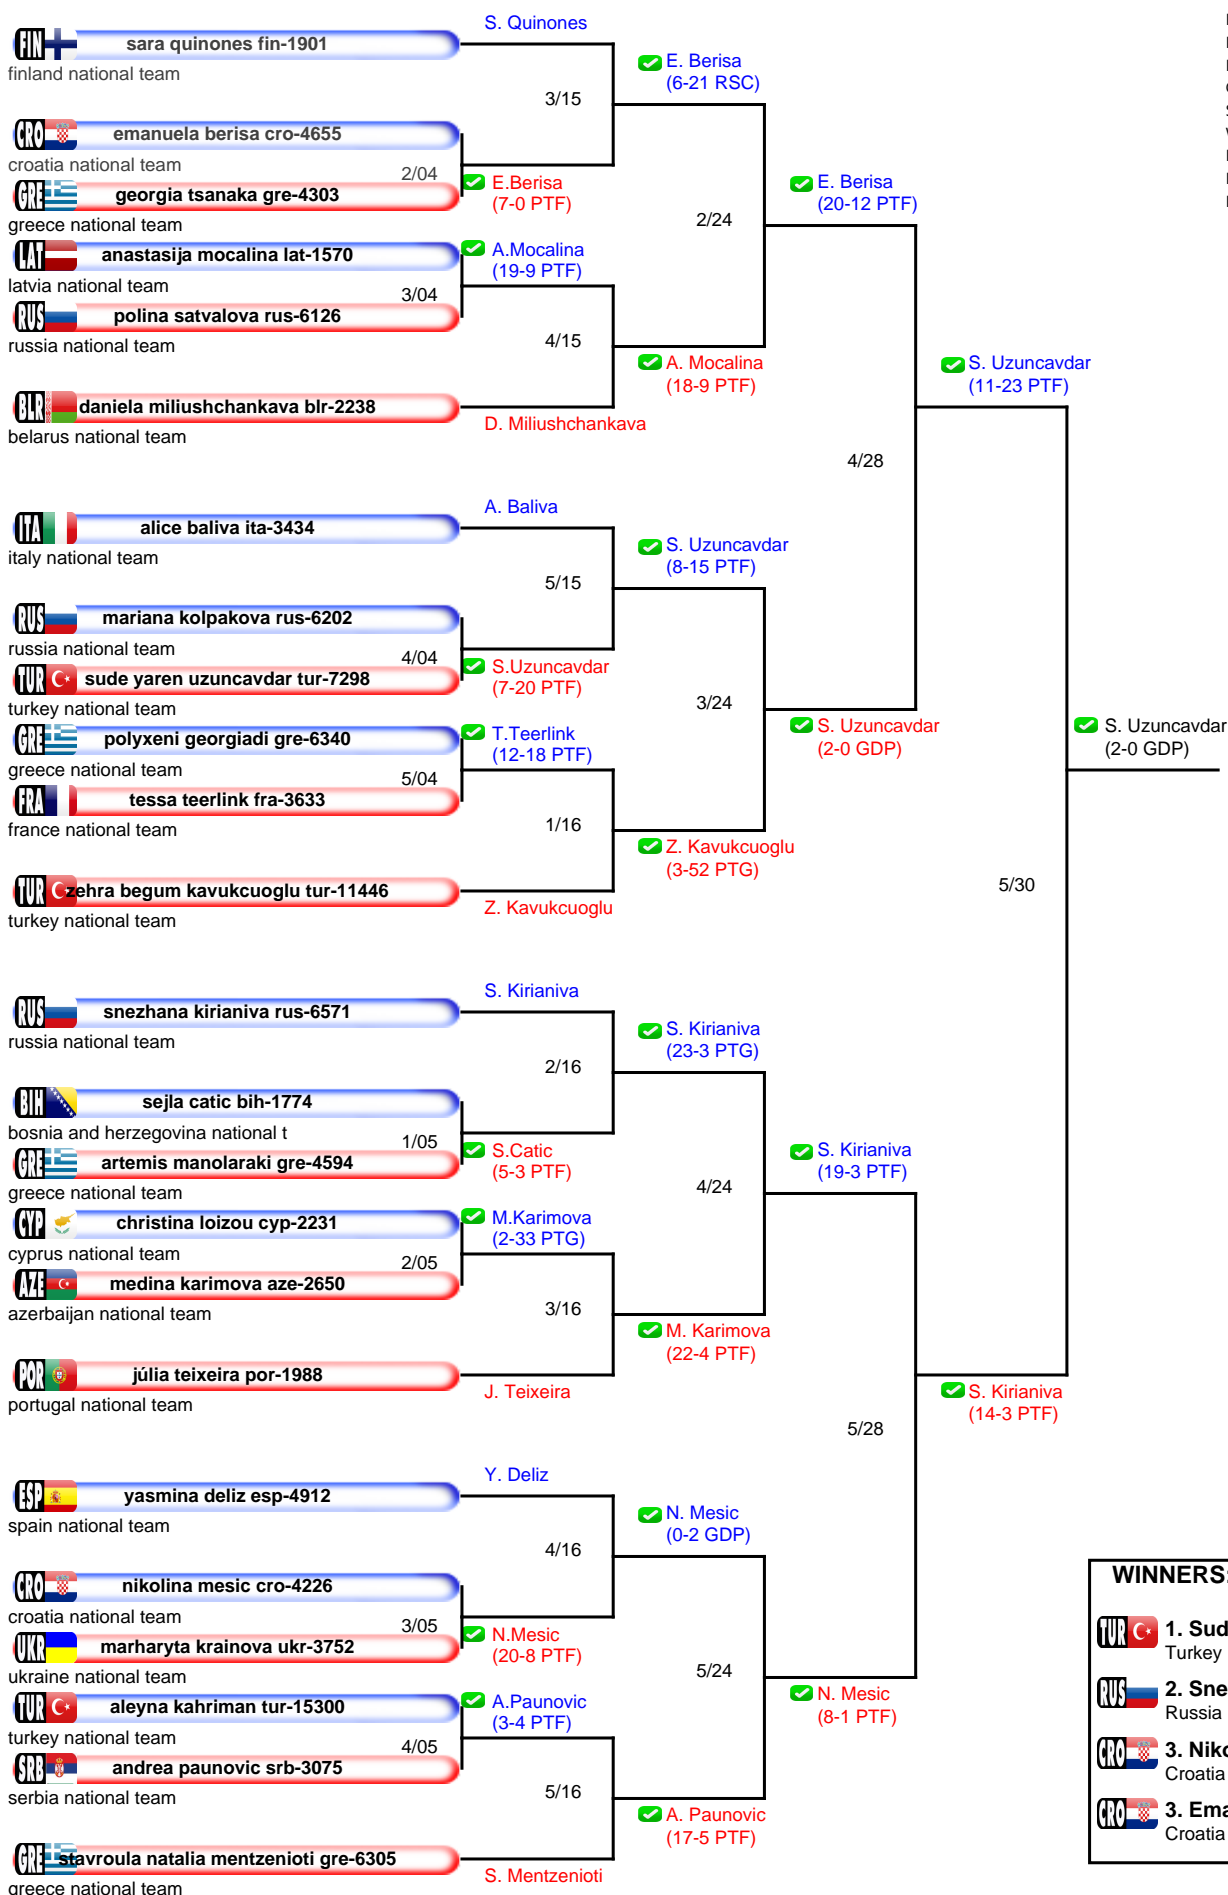 S. Quinones
FIN sara quinones fin-1901
finland national team
E. Berisa
(6-21 RSC)
3/15
CRO emanuela berisa cro-4655
croatia national team
2/04
E.Berisa
(7-0 PTF)
GRE georgia tsanaka gre-4303
greece national team
E. Berisa
(20-12 PTF)
2/24
LAT anastasija mocalina lat-1570
latvia national team
A.Mocalina
(19-9 PTF)
3/04
RUS polina satvalova rus-6126
russia national team
4/15
A. Mocalina
(18-9 PTF)
S. Uzuncavdar
(11-23 PTF)
BLR daniela miliushchankava blr-2238
belarus national team
D. Miliushchankava
4/28
A. Baliva
ITA alice baliva ita-3434
italy national team
S. Uzuncavdar
(8-15 PTF)
5/15
RUS mariana kolpakova rus-6202
russia national team
4/04
S.Uzuncavdar
(7-20 PTF)
TUR sude yaren uzuncavdar tur-7298
turkey national team
3/24
GRE polyxeni georgiadi gre-6340
greece national team
T.Teerlink
(12-18 PTF)
S. Uzuncavdar
(2-0 GDP)
S. Uzuncavdar
(2-0 GDP)
5/04
FRA tessa teerlink fra-3633
france national team
1/16
Z. Kavukcuoglu
(3-52 PTG)
TUR zehra begum kavukcuoglu tur-11446
turkey national team
Z. Kavukcuoglu
5/30
S. Kirianiva
RUS snezhana kirianiva rus-6571
russia national team
S. Kirianiva
(23-3 PTG)
2/16
BIH sejla catic bih-1774
bosnia and herzegovina national t
1/05
S.Catic
(5-3 PTF)
GRE artemis manolaraki gre-4594
greece national team
S. Kirianiva
(19-3 PTF)
4/24
CYP christina loizou cyp-2231
cyprus national team
M.Karimova
(2-33 PTG)
2/05
AZE medina karimova aze-2650
azerbaijan national team
3/16
M. Karimova
(22-4 PTF)
POR júlia teixeira por-1988
portugal national team
J. Teixeira
S. Kirianiva
(14-3 PTF)
5/28
Y. Deliz
ESP yasmina deliz esp-4912
spain national team
N. Mesic
(0-2 GDP)
4/16
CRO nikolina mesic cro-4226
croatia national team
3/05
N.Mesic
(20-8 PTF)
UKR marharyta krainova ukr-3752
ukraine national team
5/24
TUR aleyna kahriman tur-15300
turkey national team
A.Paunovic
(3-4 PTF)
N. Mesic
(8-1 PTF)
4/05
SRB andrea paunovic srb-3075
serbia national team
5/16
A. Paunovic
(17-5 PTF)
GRE stavroula natalia mentzenioti gre-6305
greece national team
S. Mentzenioti
WINNERS:
TUR 1. Sud
Turkey
RUS 2. Sne
Russia
CRO 3. Niko
Croatia
CRO 3. Ema
Croatia